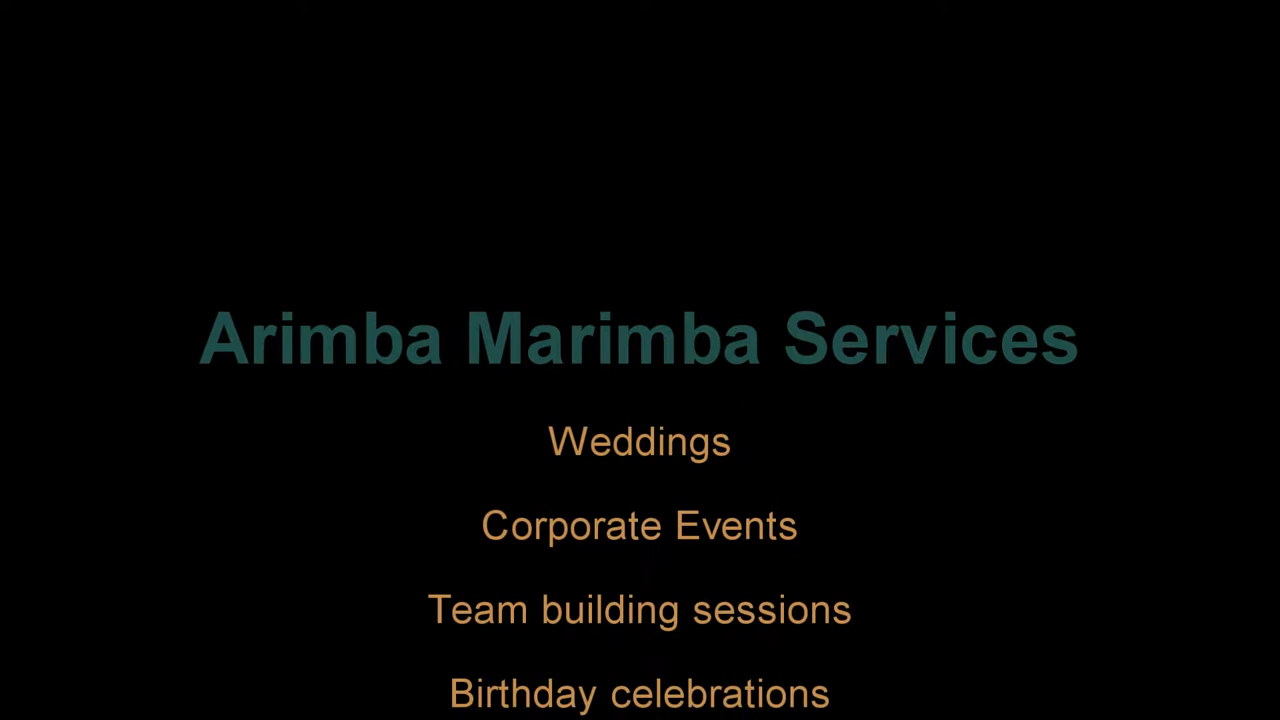 Arimba Marimba Services
Weddings
Corporate Events
Team building sessions
Birthday celebrations